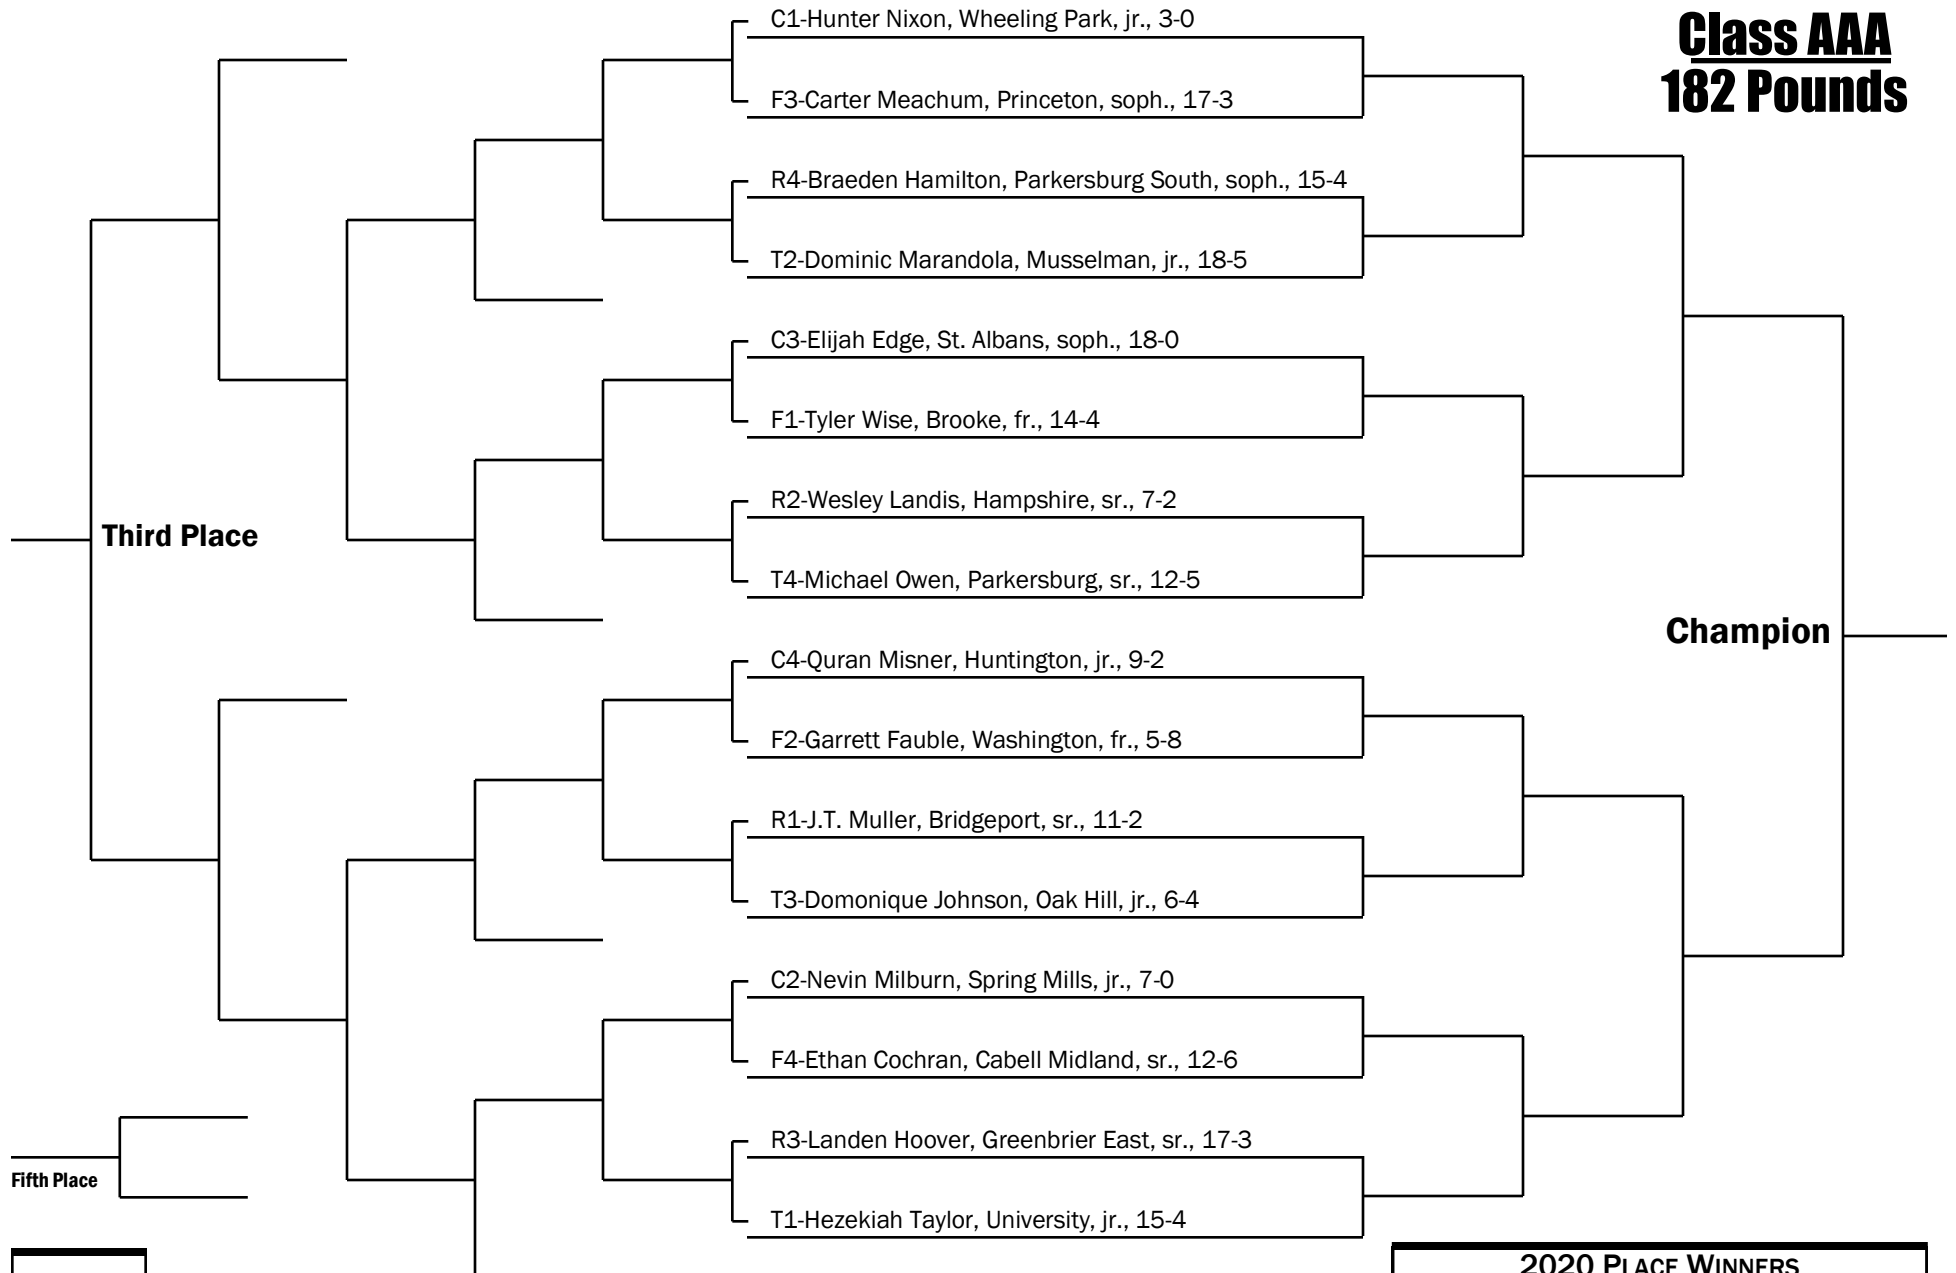 Class AAA
182 Pounds
C1-Hunter Nixon, Wheeling Park, jr., 3-0
F3-Carter Meachum, Princeton, soph., 17-3
R4-Braeden Hamilton, Parkersburg South, soph., 15-4
T2-Dominic Marandola, Musselman, jr., 18-5
C3-Elijah Edge, St. Albans, soph., 18-0
F1-Tyler Wise, Brooke, fr., 14-4
R2-Wesley Landis, Hampshire, sr., 7-2
Third Place
T4-Michael Owen, Parkersburg, sr., 12-5
Champion
C4-Quran Misner, Huntington, jr., 9-2
F2-Garrett Fauble, Washington, fr., 5-8
R1-J.T. Muller, Bridgeport, sr., 11-2
T3-Domonique Johnson, Oak Hill, jr., 6-4
C2-Nevin Milburn, Spring Mills, jr., 7-0
F4-Ethan Cochran, Cabell Midland, sr., 12-6
R3-Landen Hoover, Greenbrier East, sr., 17-3
Fifth Place
T1-Hezekiah Taylor, University, jr., 15-4
2020 PLACE WINNERS